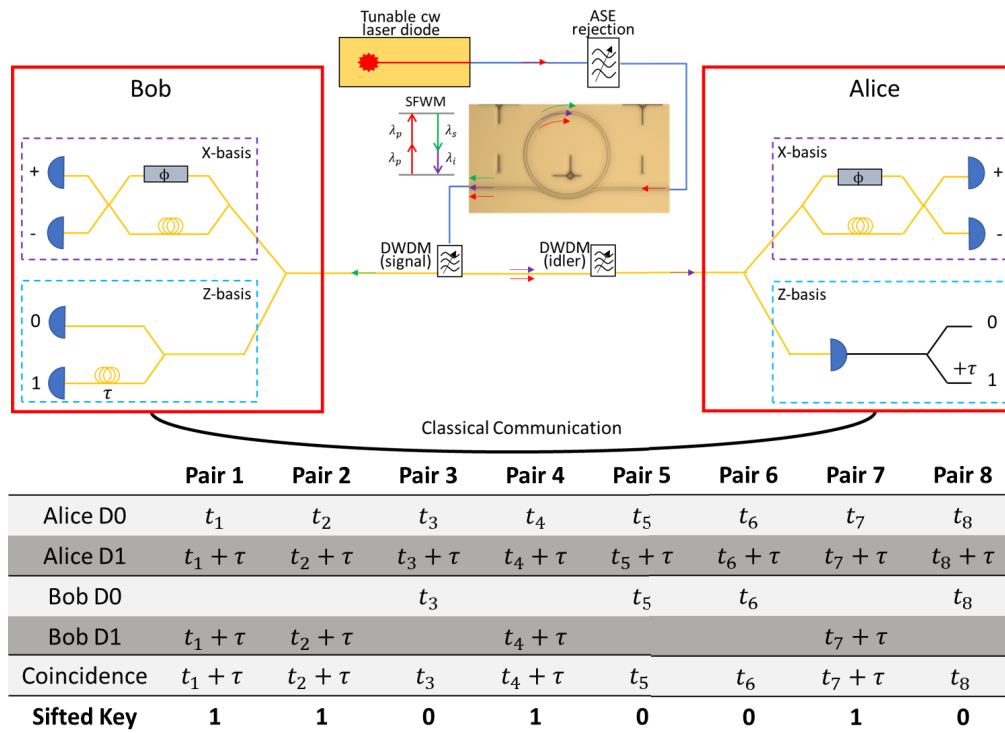 Tunable cw
laser diode
ASE
rejection
Bob
Alice
SFWM
λp λs
λp λi
X-basis
+
ϕ
-
X-basis
ϕ
+
-
DWDM
(signal)
DWDM
(idler)
Z-basis
0
1
τ
Z-basis
0
+τ
1
Classical Communication
Pair 1 Pair 2 Pair 3 Pair 4 Pair 5 Pair 6 Pair 7 Pair 8
Alice D0 t₁ t₂ t₃ t₄ t₅ t₆ t₇ t₈
Alice D1 t₁ + τ t₂ + τ t₃ + τ t₄ + τ t₅ + τ t₆ + τ t₇ + τ t₈ + τ
Bob D0 t₃ t₅ t₆ t₈
Bob D1 t₁ + τ t₂ + τ t₄ + τ t₇ + τ
Coincidence t₁ + τ t₂ + τ t₃ t₄ + τ t₅ t₆ t₇ + τ t₈
Sifted Key 1 1 0 1 0 0 1 0